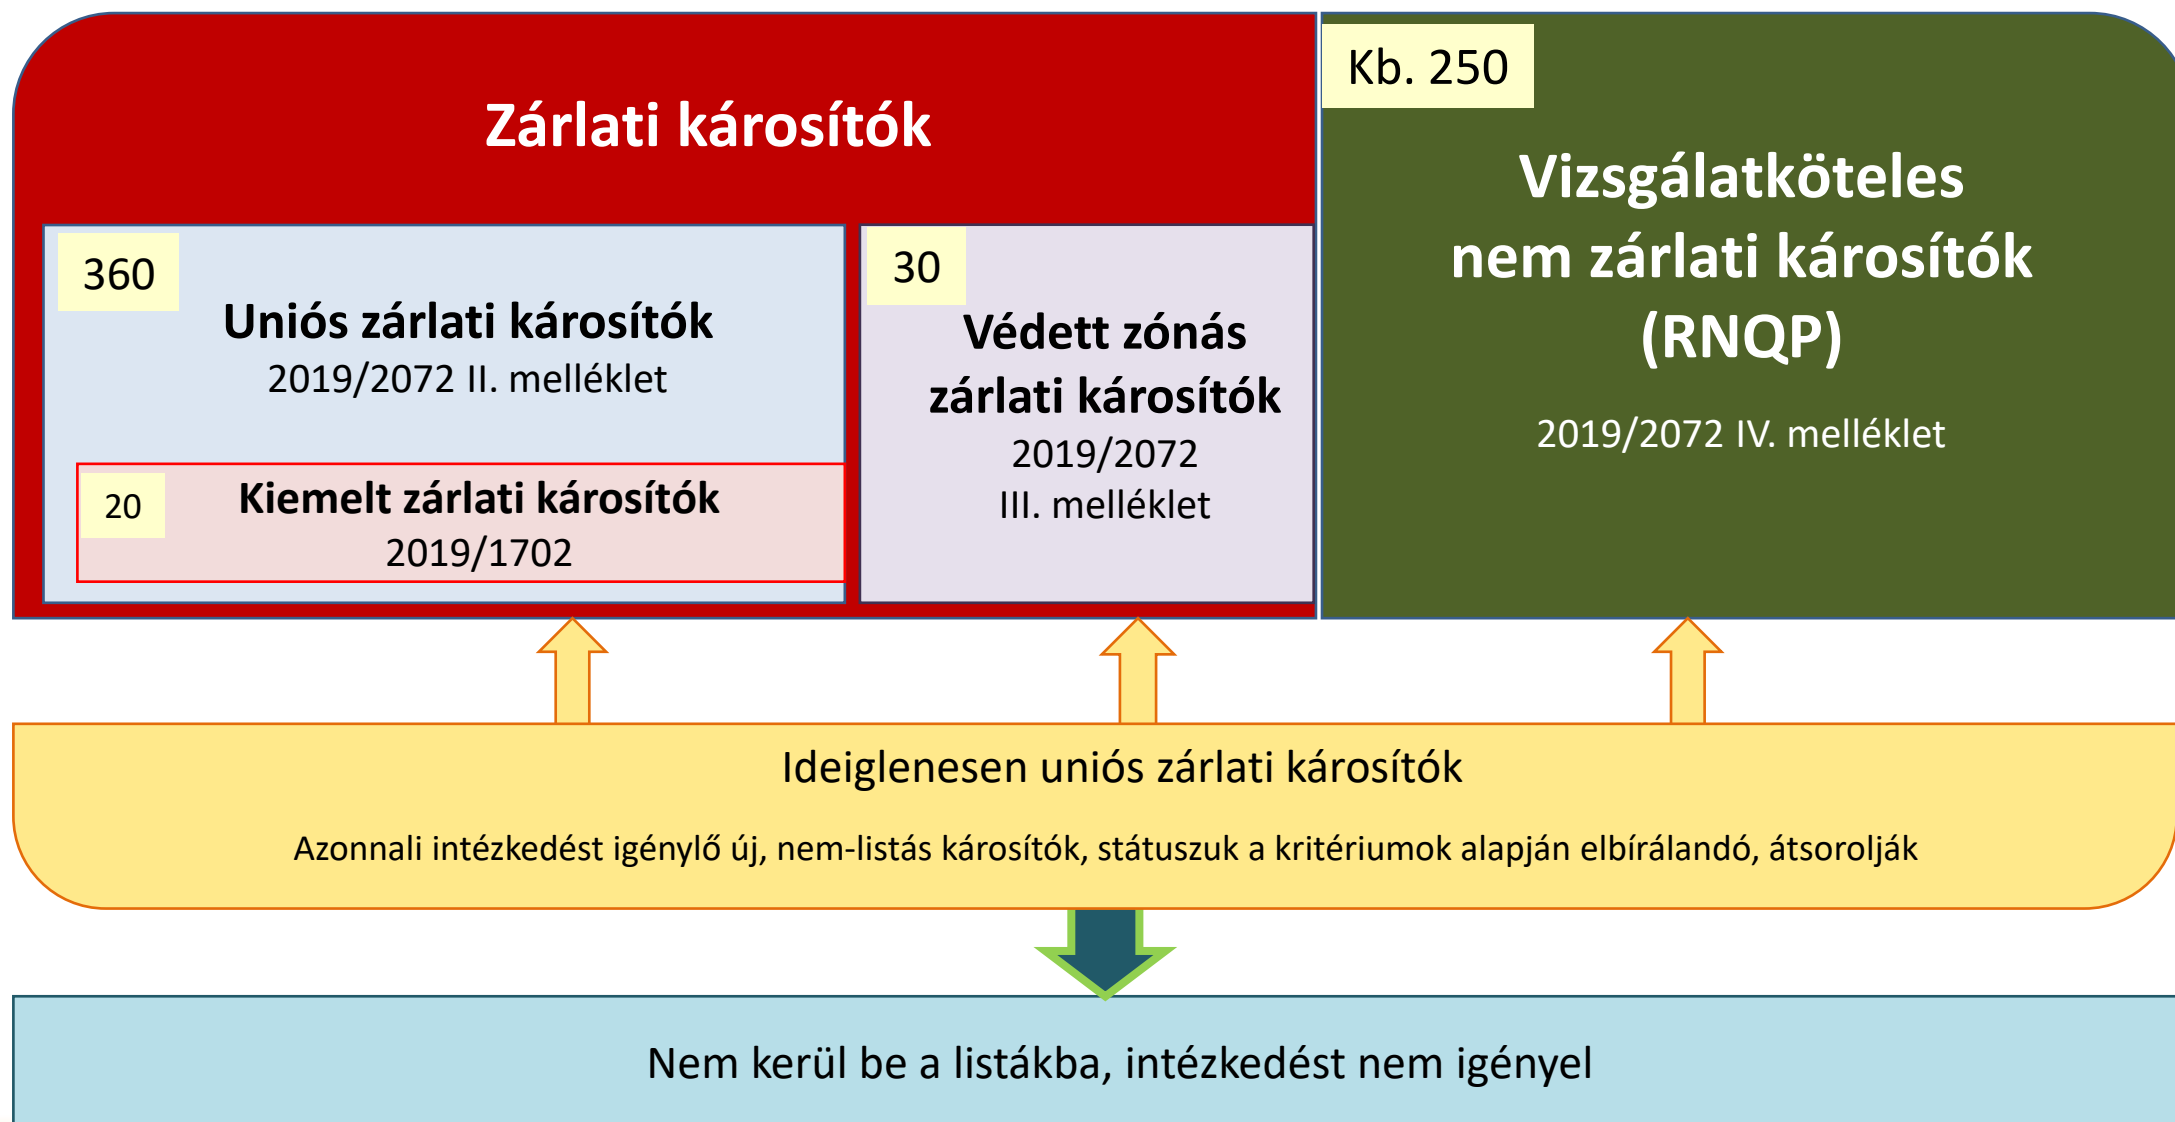 Zárlati károsítók
360
Uniós zárlati károsítók
2019/2072 II. melléklet
20
Kiemelt zárlati károsítók
2019/1702
30
Védett zónás
zárlati károsítók
2019/2072
III. melléklet
Kb. 250
Vizsgálatköteles
nem zárlati károsítók
(RNQP)
2019/2072 IV. melléklet
Ideiglenesen uniós zárlati károsítók
Azonnali intézkedést igénylő új, nem-listás károsítók, státuszuk a kritériumok alapján elbírálandó, átsorolják
Nem kerül be a listákba, intézkedést nem igényel